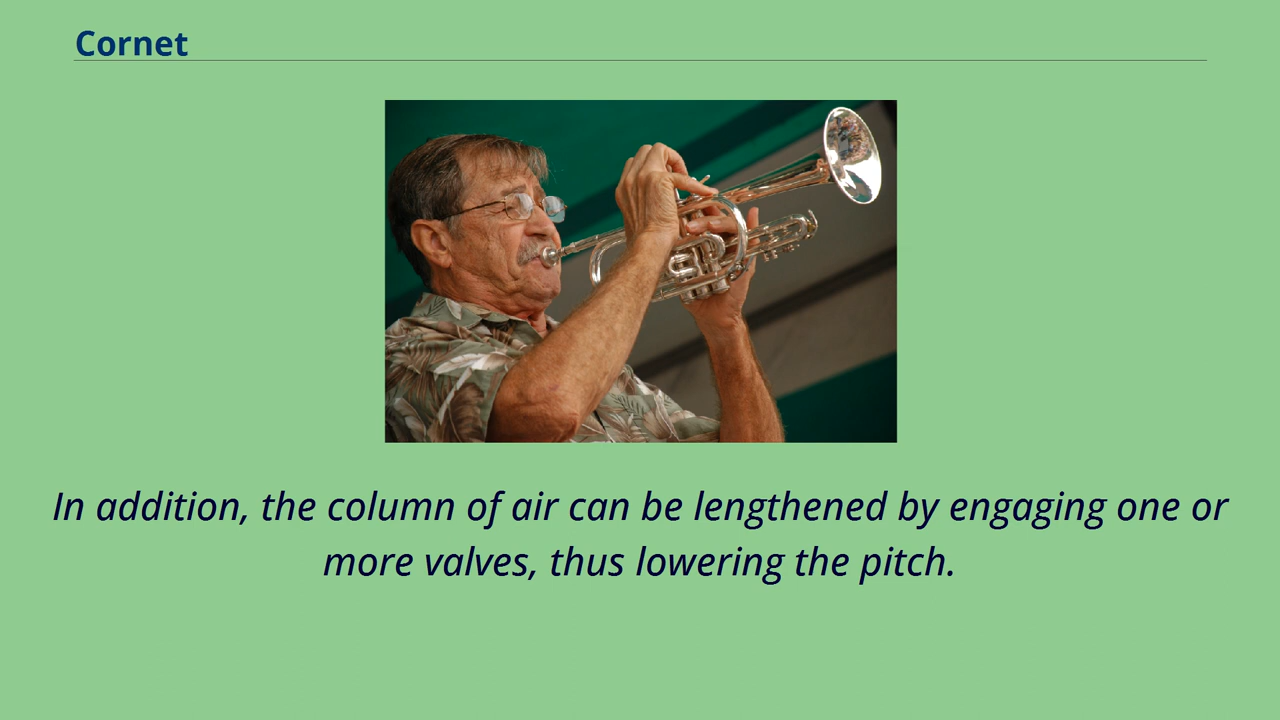 Cornet
In addition, the column of air can be lengthened by engaging one or
more valves, thus lowering the pitch.